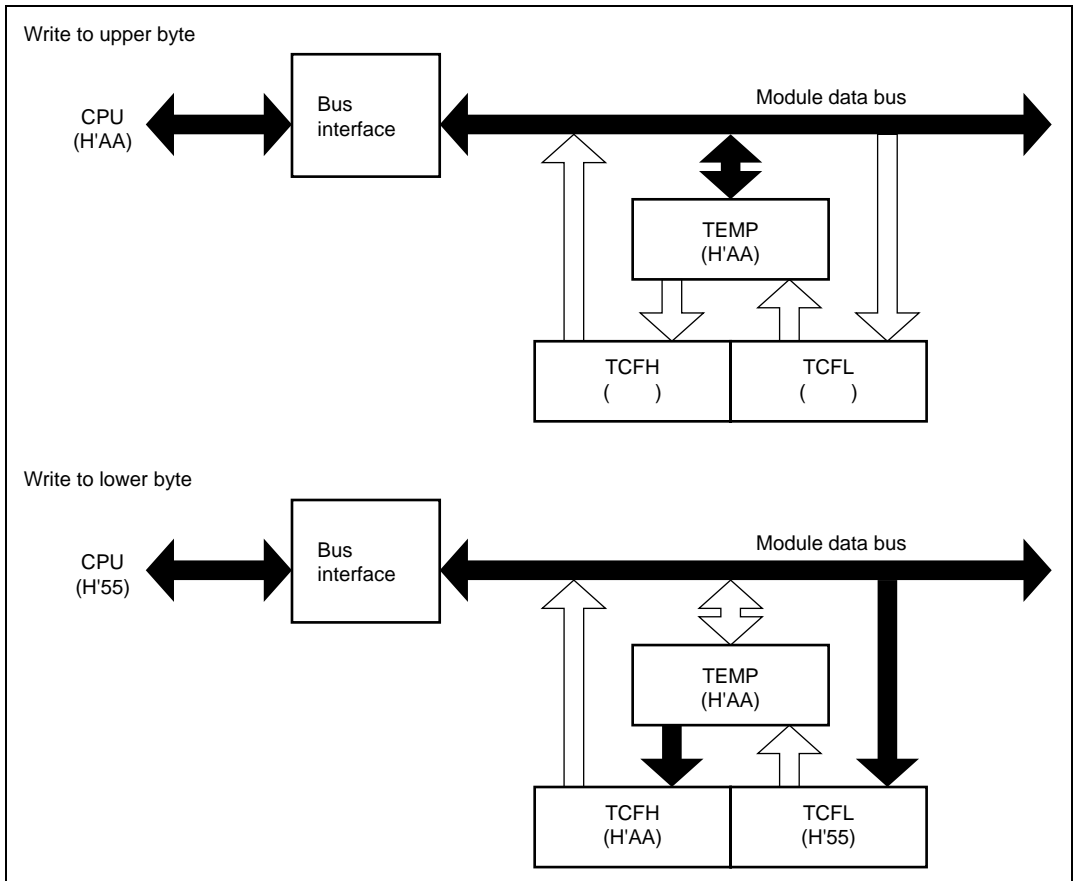 Write to upper byte
CPU
(H'AA)
Bus
interface
Module data bus
TEMP
(H'AA)
TCFH
( )
TCFL
( )
Write to lower byte
CPU
(H'55)
Bus
interface
Module data bus
TEMP
(H'AA)
TCFH
(H'AA)
TCFL
(H'55)